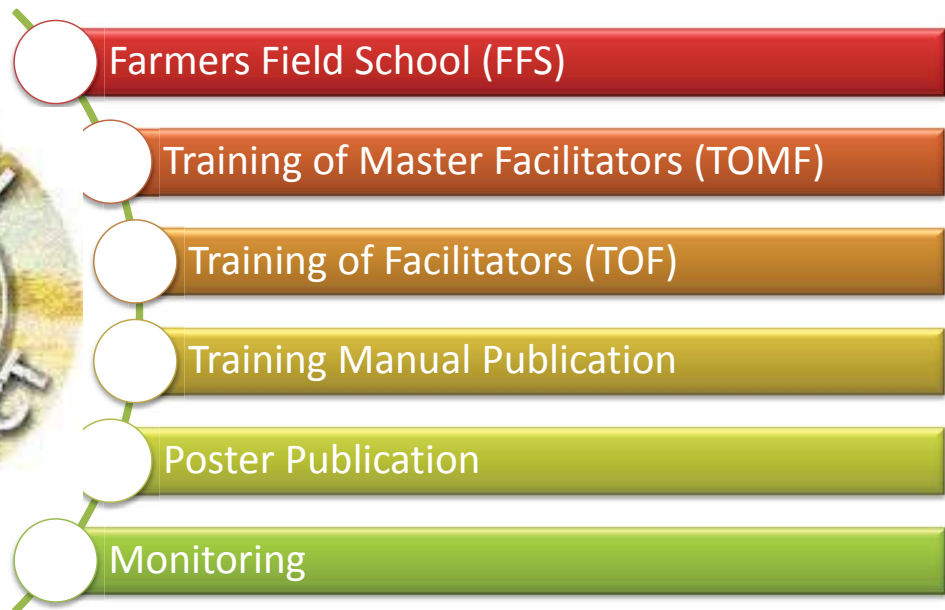 Farmers Field School (FFS)
Training of Master Facilitators (TOMF)
Training of Facilitators (TOF)
Training Manual Publication
Poster Publication
Monitoring